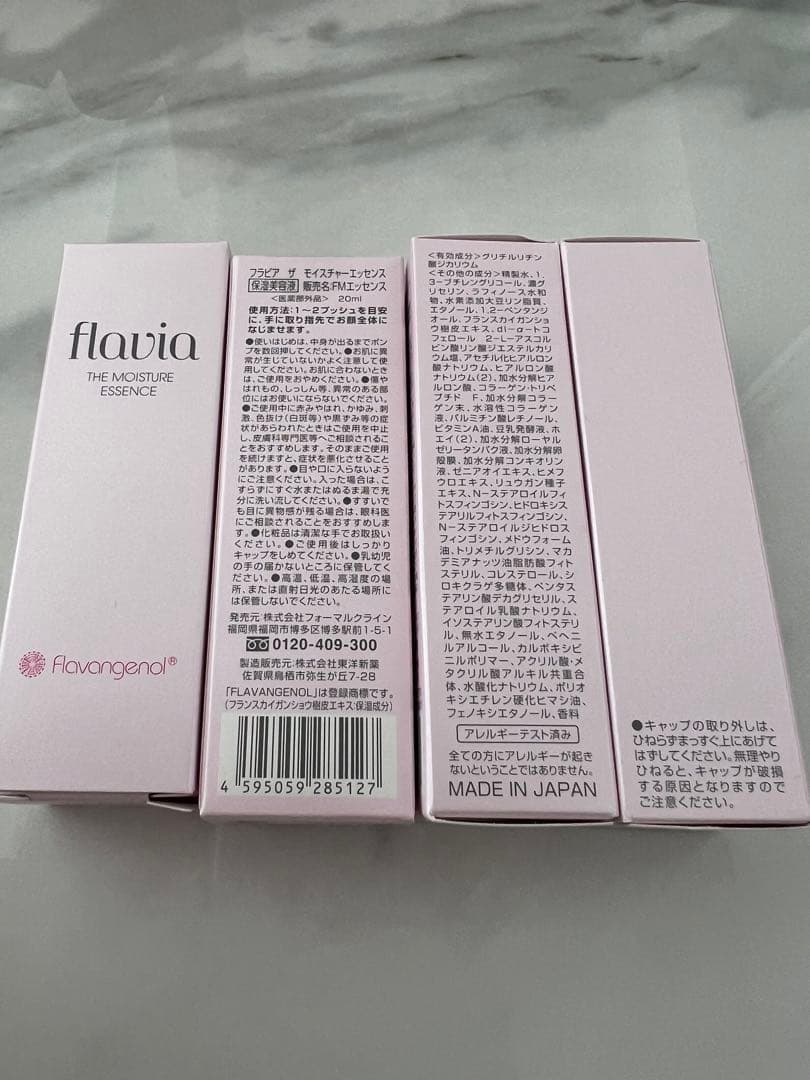 flavia
THE MOISTURE
ESSENCE
Flavangenol®
フラビア ザ モイスチャーエッセンス
保湿美容液 販売名:FMエッセンス
<医薬部外品> 20ml
使用方法:1〜2プッシュを目安
に、手に取り指先でお顔全体に
なじませます。
●使いはじめは、中身が出るまでポン
プを数回押してください。●お肌に異
常が生じていないかよく注意して使
用してください。お肌に合わないとき
は、ご使用をおやめください。●傷や
はれもの、しっしん等、異常のある部
位にはお使いにならないでください。
●ご使用中に赤みやはれ、かゆみ、刺
激、色抜け(白斑等)や黒ずみ等の症
状があらわれたときはご使用を中止
し、皮膚科専門医等へご相談されるこ
とをおすすめします。そのままご使用
を続けますと、症状を悪化させること
があります。●目や口に入らないよう
にご注意ください。入った場合は、こ
すらずにすぐ水またはぬるま湯で充
分に洗い流してください。●すすいで
も目に異物感が残る場合は、眼科医
にご相談されることをおすすめしま
す。●化粧品は清潔な手でお取扱い
ください。●ご使用後はしっかり
キャップをしめてください。●乳幼児
の手の届かないところに保管してく
ださい。●高温、低温、高湿度の場
所、または直射日光のあたる場所に
は保管しないでください。
発売元:株式会社フォーマルクライン
福岡県福岡市博多区博多駅前1-5-1
0120-409-300
製造販売元:株式会社東洋新薬
佐賀県鳥栖市弥生が丘7-28
「FLAVANGENOL」は登録商標です。
(フランスカイガンショウ樹皮エキス:保湿成分)
4 595059 285127
<有効成分>グリチルリチン
酸ジカリウム
<その他の成分>精製水、1、
3-ブチレングリコール、濃グ
リセリン、ラフィノース水和
物、水素添加大豆リン脂質、
エタノール、1、2-ペンタンジ
オール、フランスカイガンショ
ウ樹皮エキス、dl-α-トコ
フェロール 2-L-アスコル
ビン酸リン酸ジエステルカリ
ウム塩、アセチル化ヒアルロン
酸ナトリウム、ヒアルロン酸
ナトリウム(2)、加水分解ヒア
ルロン酸、コラーゲン・トリペ
プチド F、加水分解コラー
ゲン末、水溶性コラーゲン
液、パルミチン酸レチノール、
ビタミンA油、豆乳発酵液、ホ
エイ(2)、加水分解ローヤル
ゼリータンパク液、加水分解卵
殻膜、加水分解コンキオリン
液、ゼニアオイエキス、ヒメフ
ウロエキス、リュウガン種子
エキス、N-ステアロイルフィ
トスフィンゴシン、ヒドロキシス
テアリルフィトスフィンゴシン、
N-ステアロイルジヒドロス
フィンゴシン、メドウフォーム
油、トリメチルグリシン、マカ
デミアナッツ油脂肪酸フィト
ステリル、コレステロール、シ
ロキクラゲ多糖体、ペンタス
テアリン酸デカグリセリル、ス
テアロイル乳酸ナトリウム、
イソステアリン酸フィトステリ
ル、無水エタノール、ベヘニ
ルアルコール、カルボキシビ
ニルポリマー、アクリル酸・メ
タクリル酸アルキル共重合
体、水酸化ナトリウム、ポリオ
キシエチレン硬化ヒマシ油、
フェノキシエタノール、香料
アレルギーテスト済み
全ての方にアレルギーが起き
ないということではありません。
MADE IN JAPAN
●キャップの取り外しは、
ひねらずまっすぐ上にあげて
はずしてください。無理やり
ひねると、キャップが破損
する原因となりますので
ご注意ください。